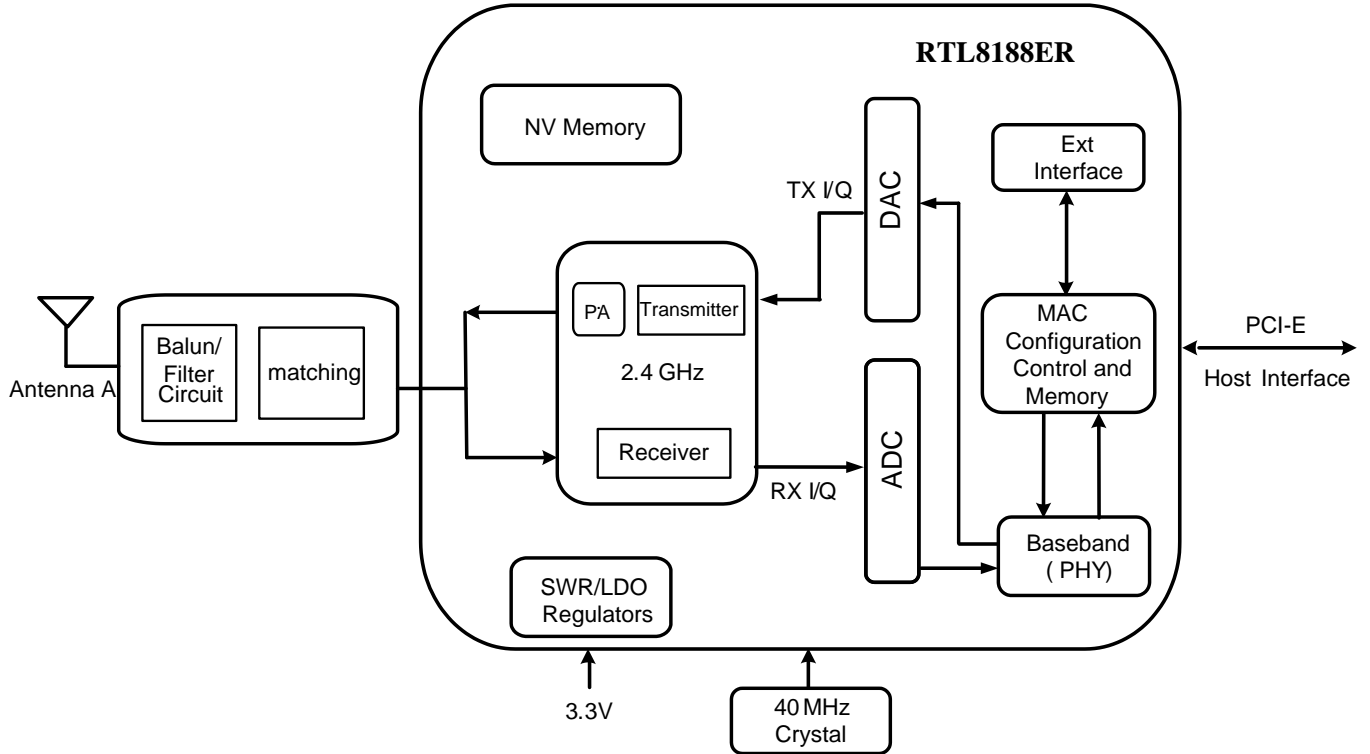 RTL8188ER
NV Memory
Ext
Interface
DAC
TX I/Q
PA
Transmitter
2.4 GHz
Receiver
RX I/Q
ADC
MAC
Configuration
Control and
Memory
PCI-E
Host Interface
Antenna A
Balun/
Filter
Circuit
matching
Baseband
( PHY)
SWR/LDO
Regulators
3.3V
40 MHz
Crystal